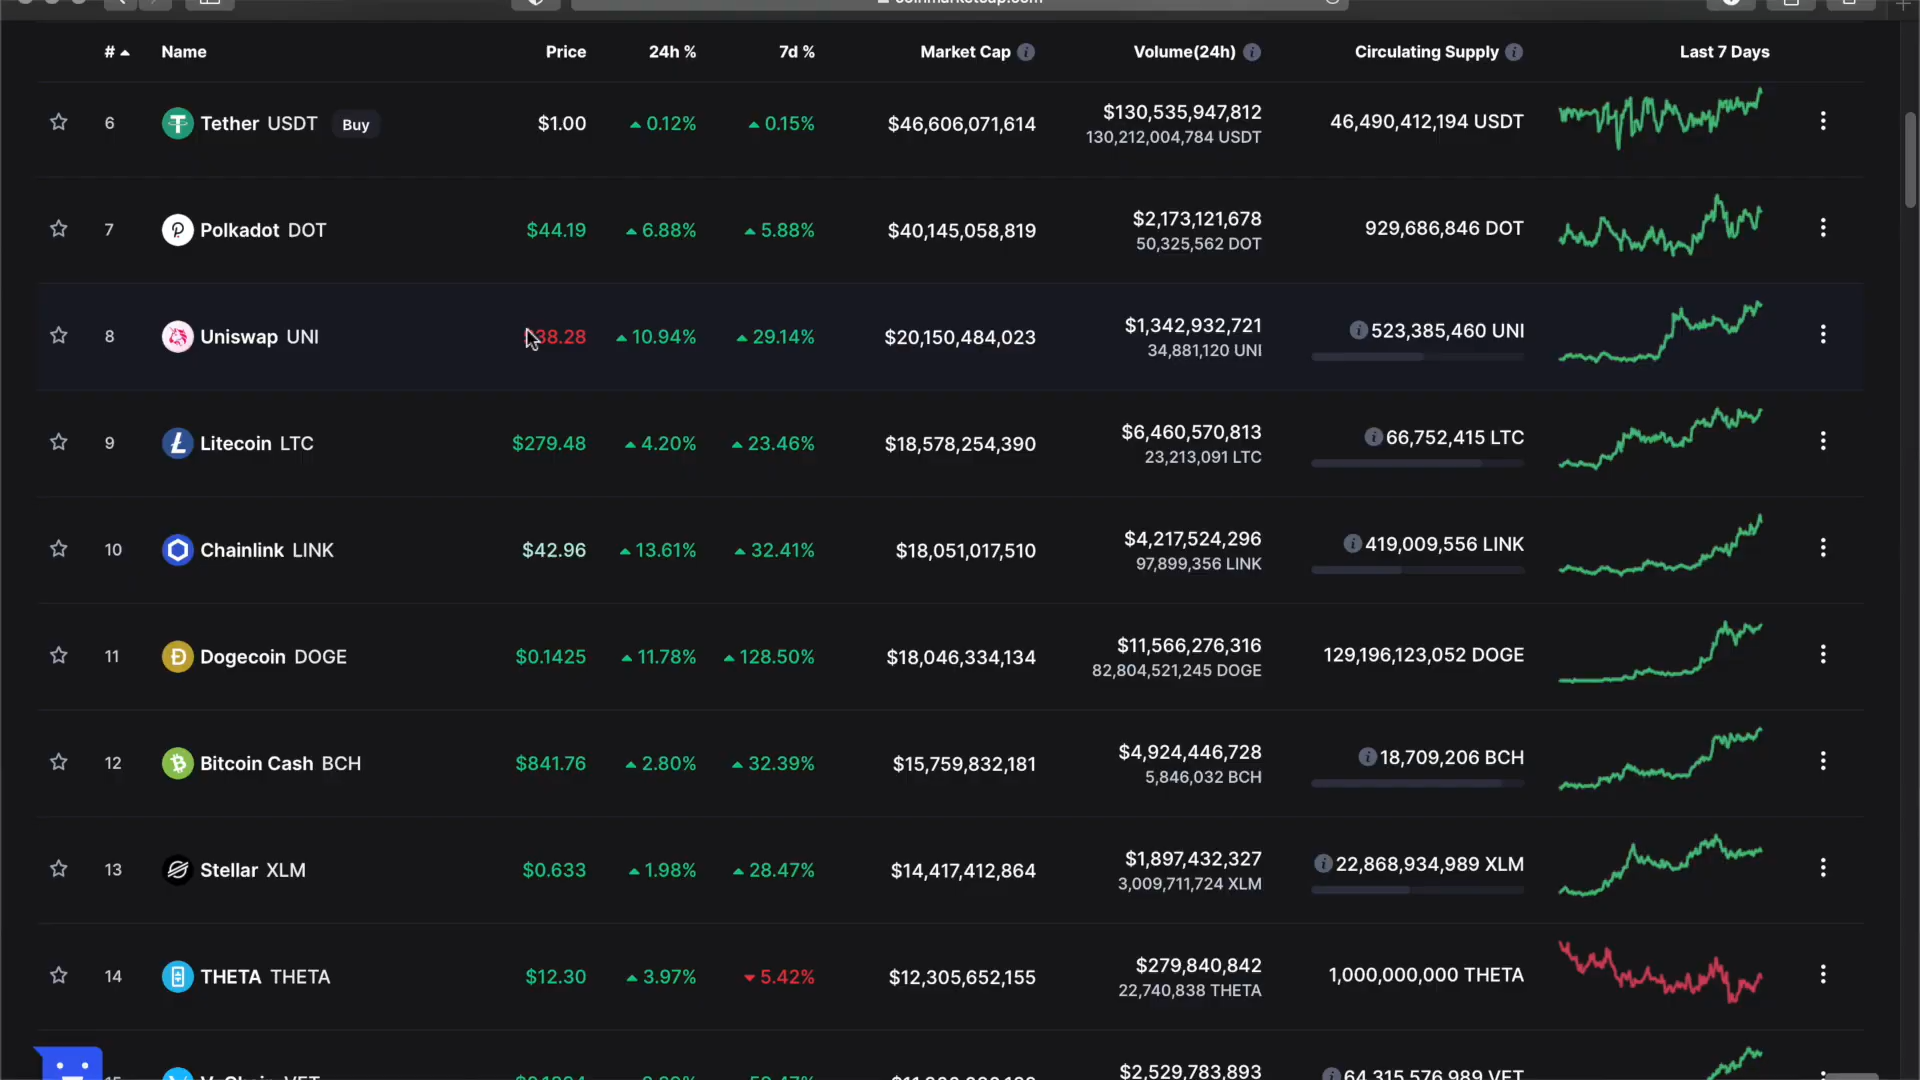 # Name Price 24h % 7d % Market Cap Volume(24h) Circulating Supply Last 7 Days
6 Tether USDT Buy $1.00 0.12% 0.15% $46,606,071,614 $130,535,947,812 46,490,412,194 USDT
130,212,004,784 USDT
7 Polkadot DOT $44.19 6.88% 5.88% $40,145,058,819 $2,173,121,678 929,686,846 DOT
50,325,562 DOT
8 Uniswap UNI 38.28 10.94% 29.14% $20,150,484,023 $1,342,932,721 523,385,460 UNI
34,881,120 UNI
9 Litecoin LTC $279.48 4.20% 23.46% $18,578,254,390 $6,460,570,813 66,752,415 LTC
23,213,091 LTC
10 Chainlink LINK $42.96 13.61% 32.41% $18,051,017,510 $4,217,524,296 419,009,556 LINK
97,899,356 LINK
11 Dogecoin DOGE $0.1425 11.78% 128.50% $18,046,334,134 $11,566,276,316 129,196,123,052 DOGE
82,804,521,245 DOGE
12 Bitcoin Cash BCH $841.76 2.80% 32.39% $15,759,832,181 $4,924,446,728 18,709,206 BCH
5,846,032 BCH
13 Stellar XLM $0.633 1.98% 28.47% $14,417,412,864 $1,897,432,327 22,868,934,989 XLM
3,009,711,724 XLM
14 THETA THETA $12.30 3.97% 5.42% $12,305,652,155 $279,840,842 1,000,000,000 THETA
22,740,838 THETA
$2,529,783,893 64,315,576,989 VET